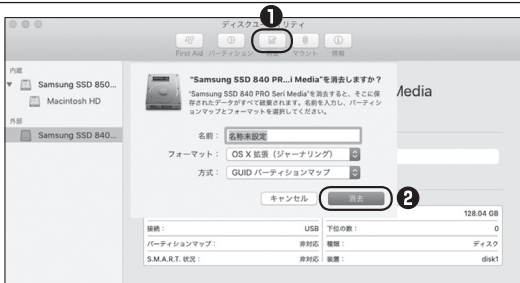 ❶
ディスクユーティリティ
First Aid パーティション 消去 マウント 情報
内蔵
Samsung SSD 850...
Macintosh HD
外部
Samsung SSD 840...
"Samsung SSD 840 PR...i Media"を消去しますか？
"Samsung SSD 840 PRO Seri Media"を消去すると、そこに保
存されたデータがすべて破棄されます。名前を入力し、パーティシ
ョンマップとフォーマットを選択してください。
Media
名前： 名称未設定
フォーマット： OS X 拡張（ジャーナリング）
方式： GUID パーティションマップ
キャンセル 消去 ❷
128.04 GB
接続： USB 下位の数： 0
パーティションマップ： 非対応 種類： ディスク
S.M.A.R.T. 状況： 非対応 装置： disk1